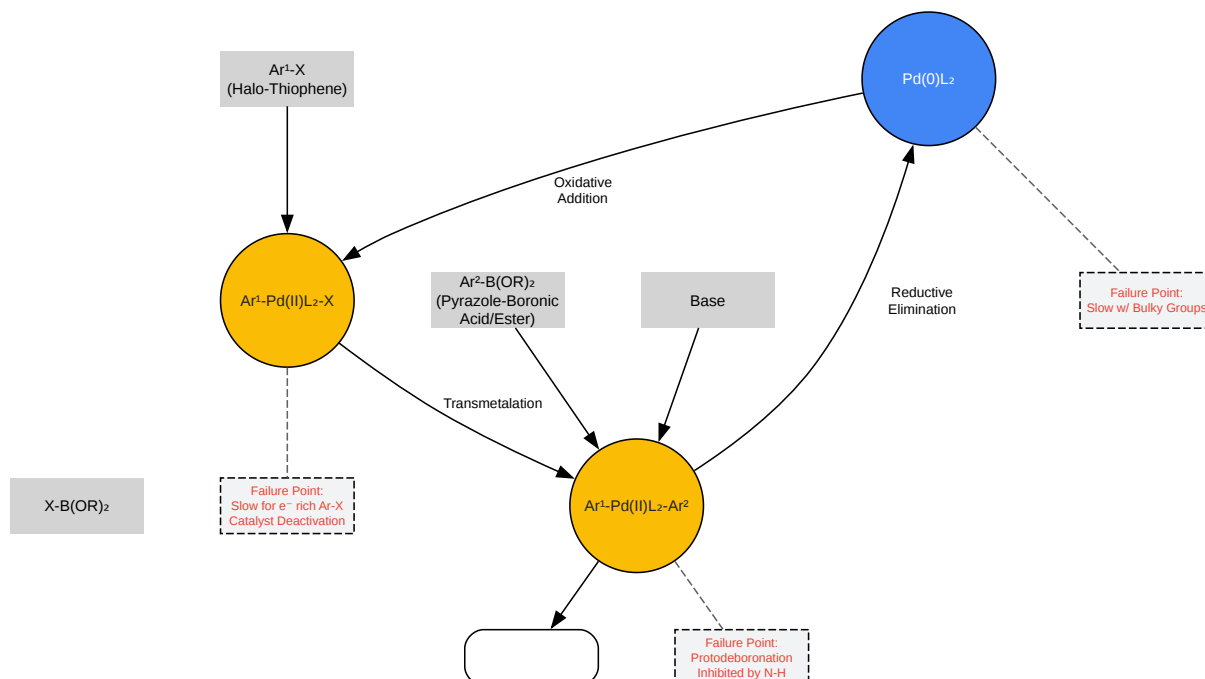 Ar¹-X
(Halo-Thiophene)
Pd(0)L₂
Oxidative
Addition
Ar¹-Pd(II)L₂-X
Ar²-B(OR)₂
(Pyrazole-Boronic
Acid/Ester)
Base
Reductive
Elimination
Failure Point:
Slow w/ Bulky Groups
Transmetalation
X-B(OR)₂
Failure Point:
Slow for e⁻ rich Ar-X
Catalyst Deactivation
Ar¹-Pd(II)L₂-Ar²
Failure Point:
Protodeboronation
Inhibited by N-H